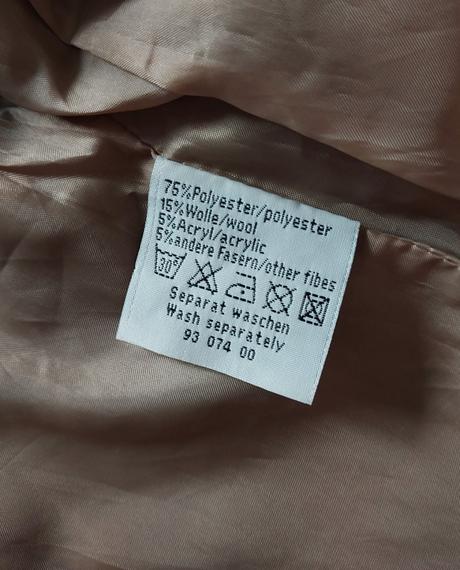 75%Polyester/polyester
15%Wolle/wool
5%Acryl/acrylic
5%andere Fasern/other fibes
30°
Separat waschen
Wash separately
93 074 00